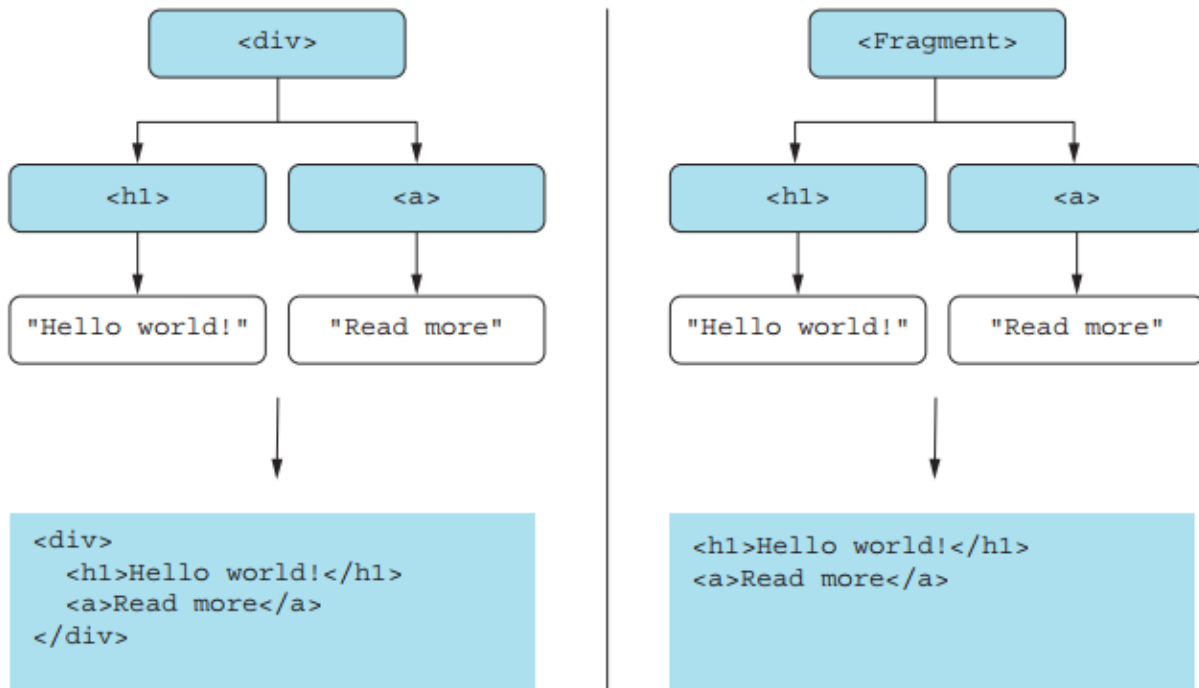 <div>
<h1>
<a>
"Hello world!"
"Read more"
<div>
  <h1>Hello world!</h1>
  <a>Read more</a>
</div>
<Fragment>
<h1>
<a>
"Hello world!"
"Read more"
<h1>Hello world!</h1>
<a>Read more</a>